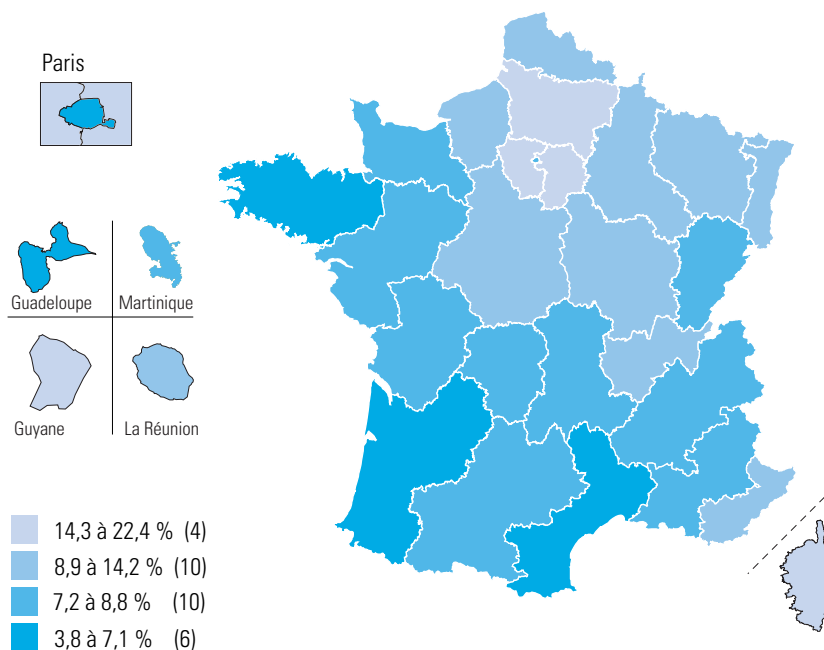 Paris
Guadeloupe
Martinique
Guyane
La Réunion
14,3 à 22,4 % (4)
8,9 à 14,2 % (10)
7,2 à 8,8 % (10)
3,8 à 7,1 % (6)